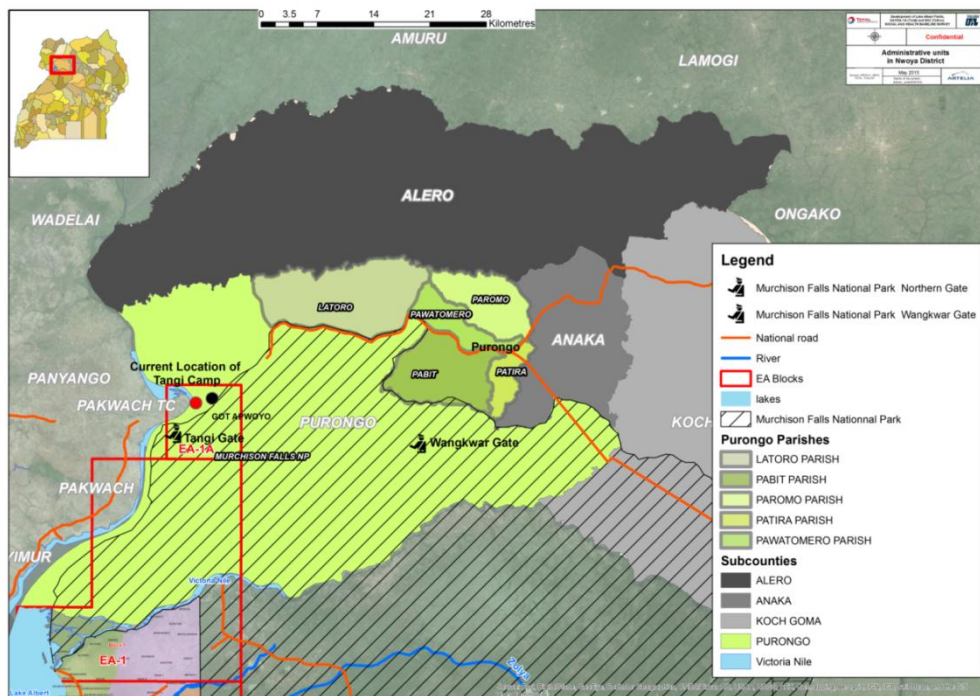 0 3.5 7 14 21 28
Kilometres
AMURU
LAMOGI
TOTAL
Confidential
Administrative units
in Nwoya District
May 2015
ARTELIA
ALERO
WADELAI
ONGAKO
LATORO
PAROMO
PAWATOMERO
Purongo
ANAKA
PABIT
PATIRA
Current Location of
Tangi Camp
PANYANGO
PAKWACH TC
GOT APWOYO
PURONGO
KOCH
Tangi Gate
Wangkwar Gate
EA-1A
MURCHISON FALLS NP
PAKWACH
Victoria Nile
EA-1
Zolya
Lake Albert
Legend
Murchison Falls National Park Northern Gate
Murchison Falls National Park Wangkwar Gate
National road
River
EA Blocks
lakes
Murchison Falls Nationnal Park
Purongo Parishes
LATORO PARISH
PABIT PARISH
PAROMO PARISH
PATIRA PARISH
PAWATOMERO PARISH
Subcounties
ALERO
ANAKA
KOCH GOMA
PURONGO
Victoria Nile